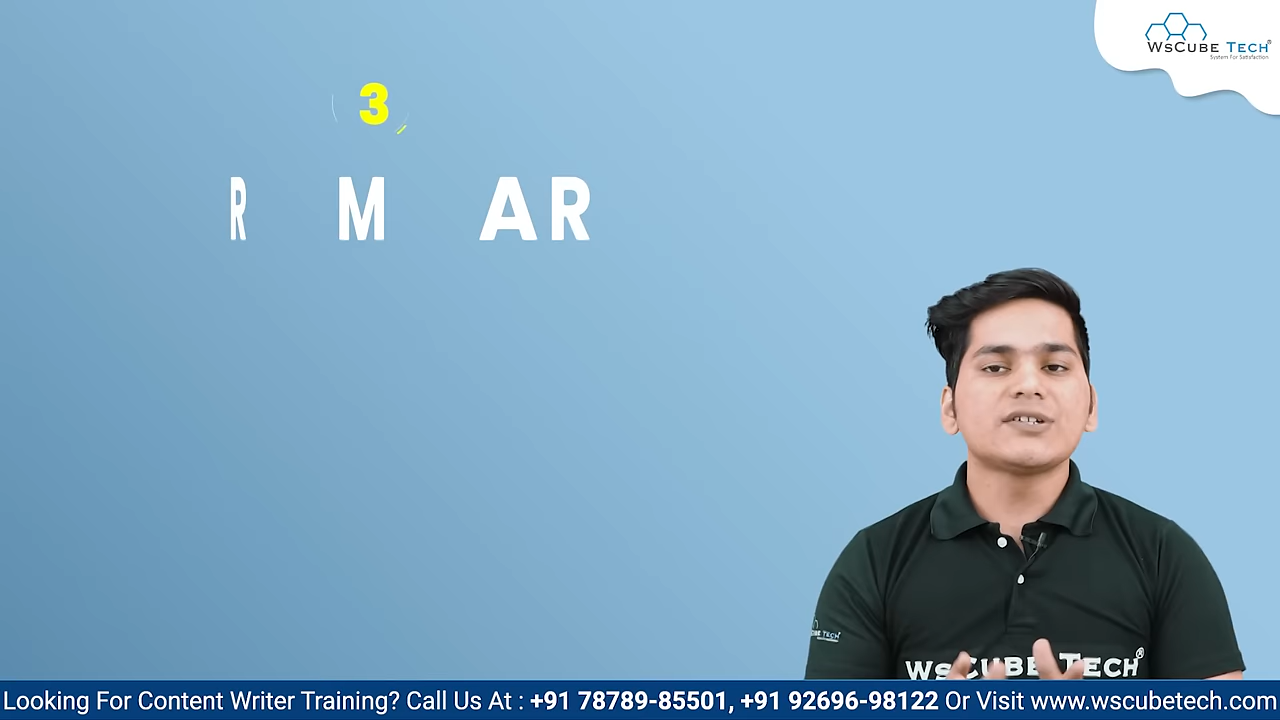 WsCube Tech®
System For Satisfaction
3
R M AR
WsCube Tech®
Looking For Content Writer Training? Call Us At : +91 78789-85501, +91 92696-98122 Or Visit www.wscubetech.com